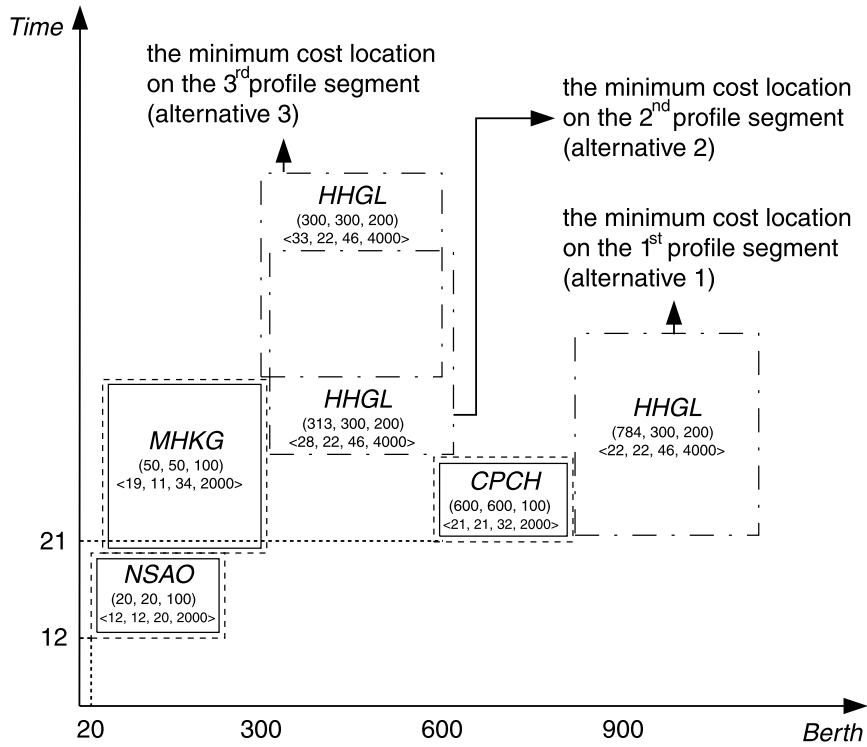 Time
the minimum cost location
on the 3rd profile segment
(alternative 3)
the minimum cost location
on the 2nd profile segment
(alternative 2)
HHGL
(300, 300, 200)
<33, 22, 46, 4000>
the minimum cost location
on the 1st profile segment
(alternative 1)
HHGL
(313, 300, 200)
<28, 22, 46, 4000>
HHGL
(784, 300, 200)
<22, 22, 46, 4000>
MHKG
(50, 50, 100)
<19, 11, 34, 2000>
CPCH
(600, 600, 100)
<21, 21, 32, 2000>
21
NSAO
(20, 20, 100)
<12, 12, 20, 2000>
12
20 300 600 900 Berth